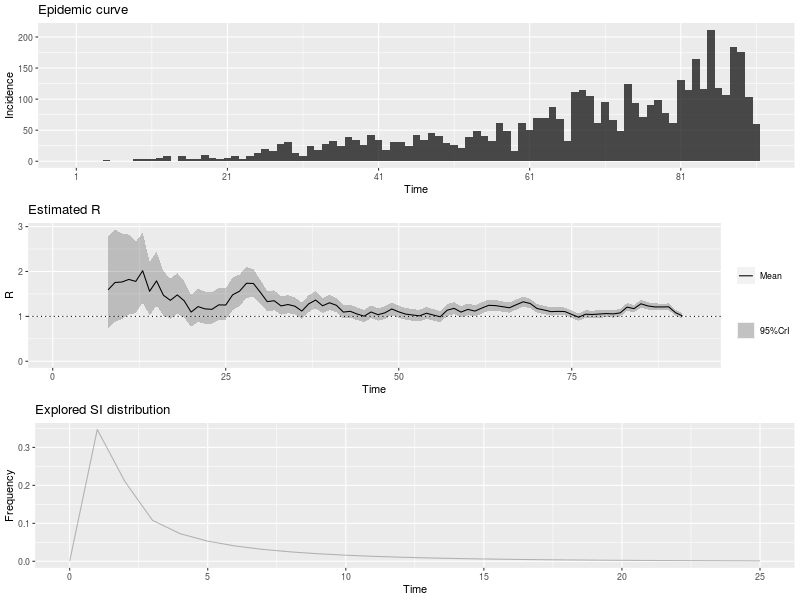 Epidemic curve
200
150
100
50
0
Incidence
1 21 41 61 81
Time
Estimated R
3
2
1
0
R
0 25 50 75
Time
Mean
95%CrI
Explored SI distribution
0.3
0.2
0.1
0.0
Frequency
0 5 10 15 20 25
Time